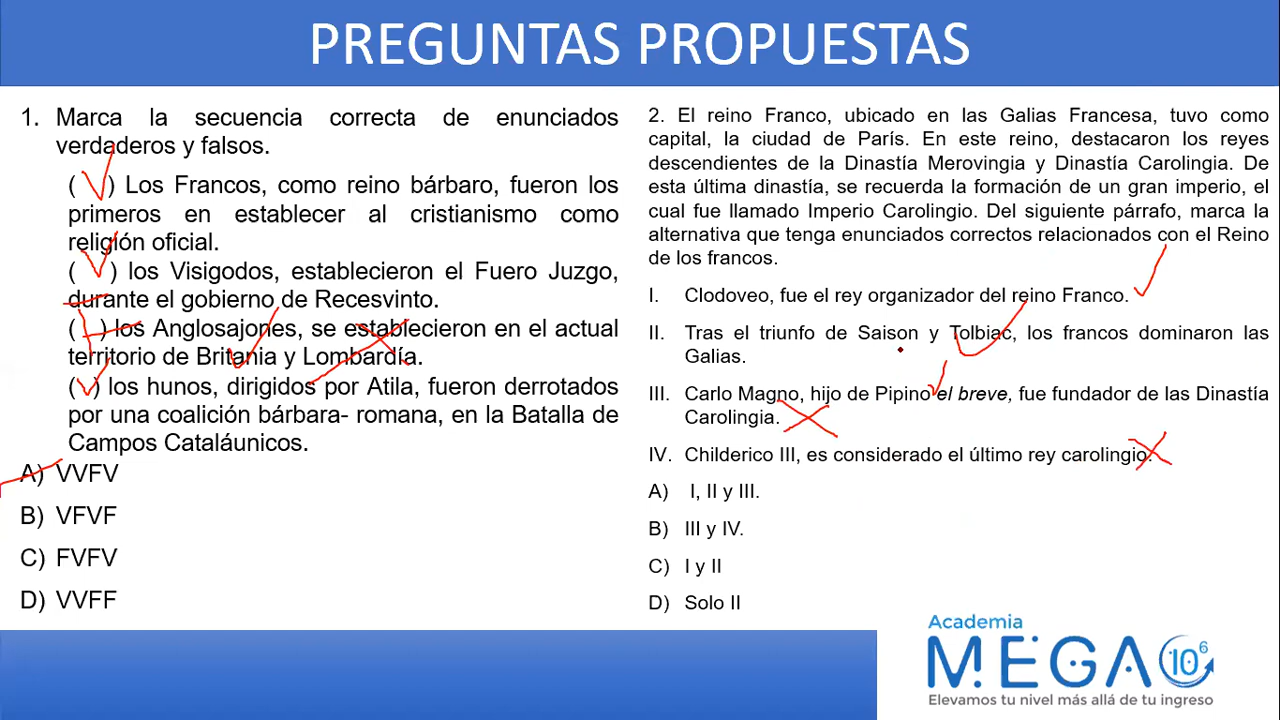 PREGUNTAS PROPUESTAS
1. Marca la secuencia correcta de enunciados
verdaderos y falsos.
( V ) Los Francos, como reino bárbaro, fueron los
primeros en establecer al cristianismo como
religión oficial.
( V ) los Visigodos, establecieron el Fuero Juzgo,
durante el gobierno de Recesvinto.
( F ) los Anglosajones, se establecieron en el actual
territorio de Britania y Lombardía.
( V ) los hunos, dirigidos por Atila, fueron derrotados
por una coalición bárbara- romana, en la Batalla de
Campos Cataláunicos.
A) VVFV
B) VFVF
C) FVFV
D) VVFF
2. El reino Franco, ubicado en las Galias Francesa, tuvo como
capital, la ciudad de París. En este reino, destacaron los reyes
descendientes de la Dinastía Merovingia y Dinastía Carolingia. De
esta última dinastía, se recuerda la formación de un gran imperio, el
cual fue llamado Imperio Carolingio. Del siguiente párrafo, marca la
alternativa que tenga enunciados correctos relacionados con el Reino
de los francos.
I. Clodoveo, fue el rey organizador del reino Franco.
II. Tras el triunfo de Saison y Tolbiac, los francos dominaron las
Galias.
III. Carlo Magno, hijo de Pipino el breve, fue fundador de las Dinastía
Carolingia.
IV. Childerico III, es considerado el último rey carolingio.
A) I, II y III.
B) III y IV.
C) I y II
D) Solo II
Academia
MEGA 10⁶
Elevamos tu nivel más allá de tu ingreso